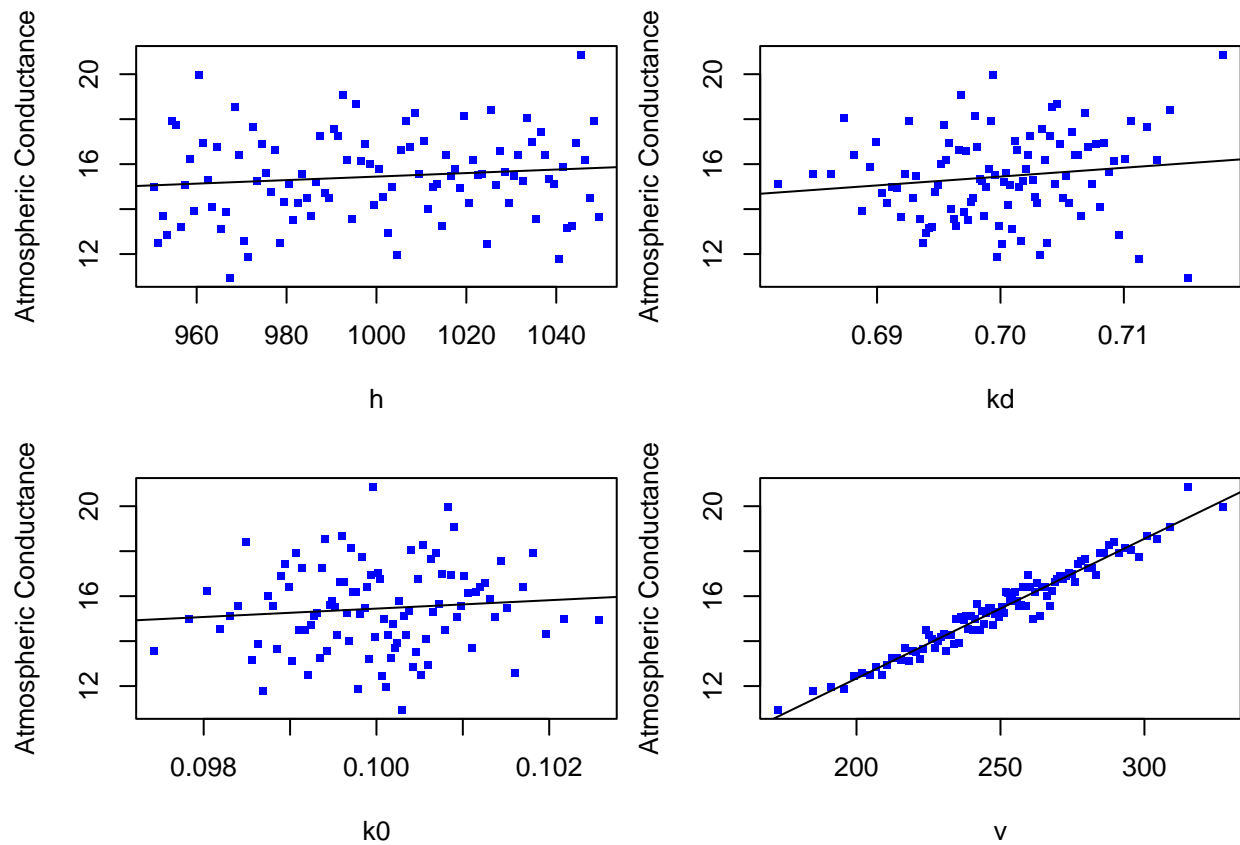 Atmospheric Conductance
20
16
12
960 980 1000 1020 1040
h
Atmospheric Conductance
20
16
12
0.69 0.70 0.71
kd
Atmospheric Conductance
20
16
12
0.098 0.100 0.102
k0
Atmospheric Conductance
20
16
12
200 250 300
v